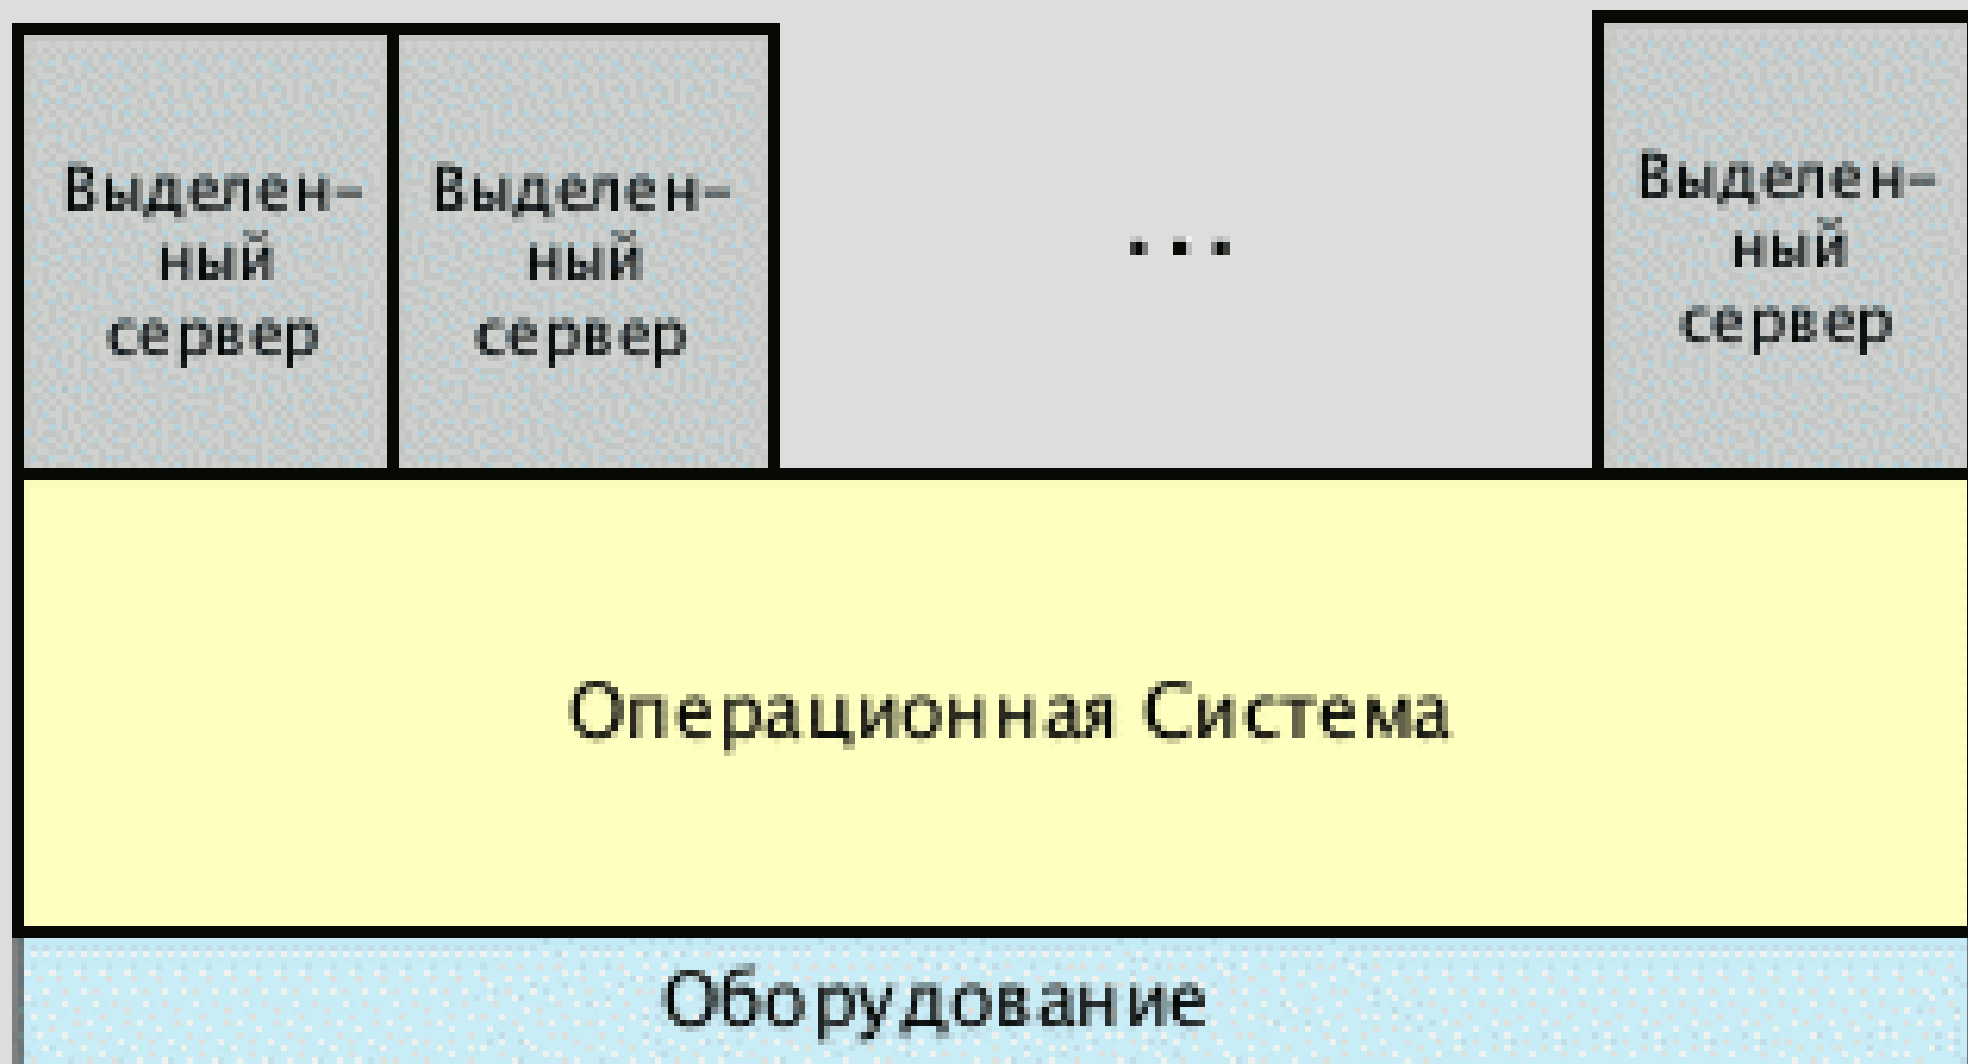 Выделен-
ный
сервер
Выделен-
ный
сервер
...
Выделен-
ный
сервер
Операционная Система
Оборудование